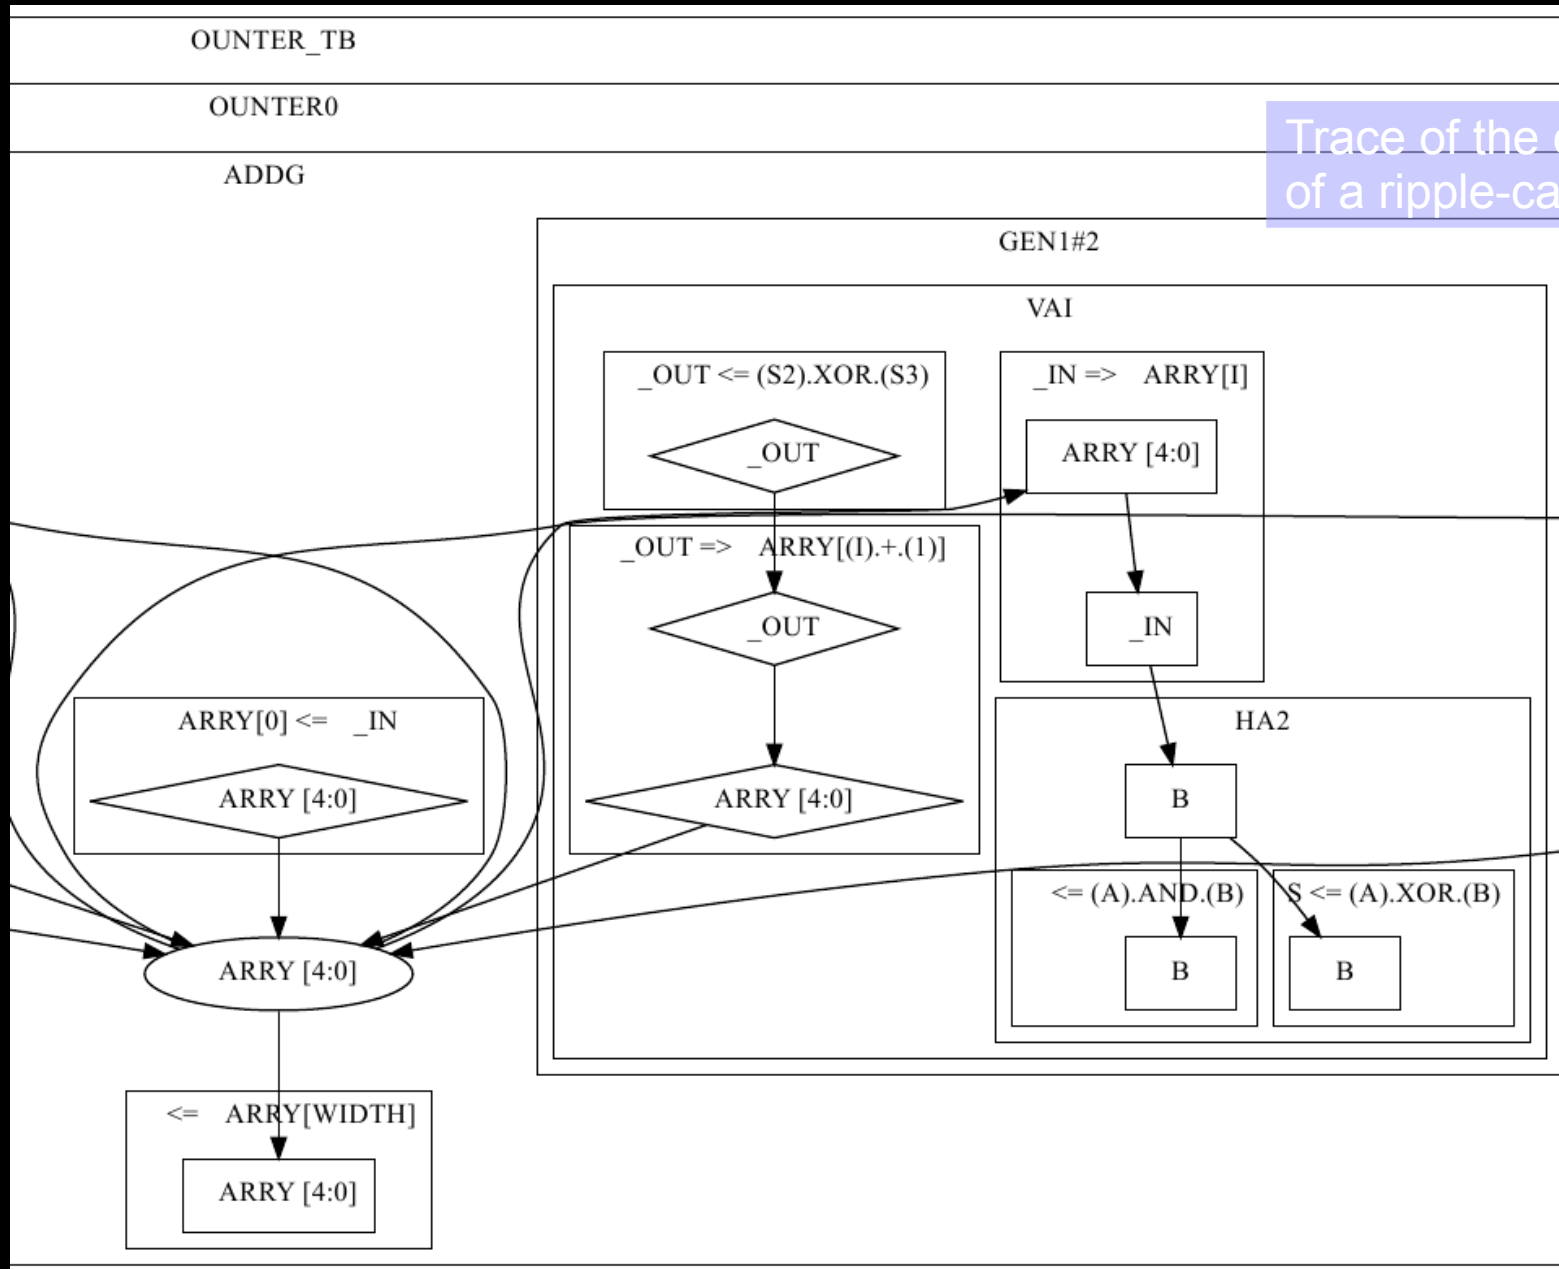 OUNTER_TB
OUNTER0
ADDG
Trace of the
of a ripple-ca
GEN1#2
VAI
_OUT <= (S2).XOR.(S3)
_IN => ARRY[I]
_OUT
ARRY [4:0]
_OUT => ARRY[(I).+.(1)]
_OUT
_IN
ARRY[0] <= _IN
HA2
ARRY [4:0]
ARRY [4:0]
B
<= (A).AND.(B)
S <= (A).XOR.(B)
ARRY [4:0]
B
B
<= ARRY[WIDTH]
ARRY [4:0]